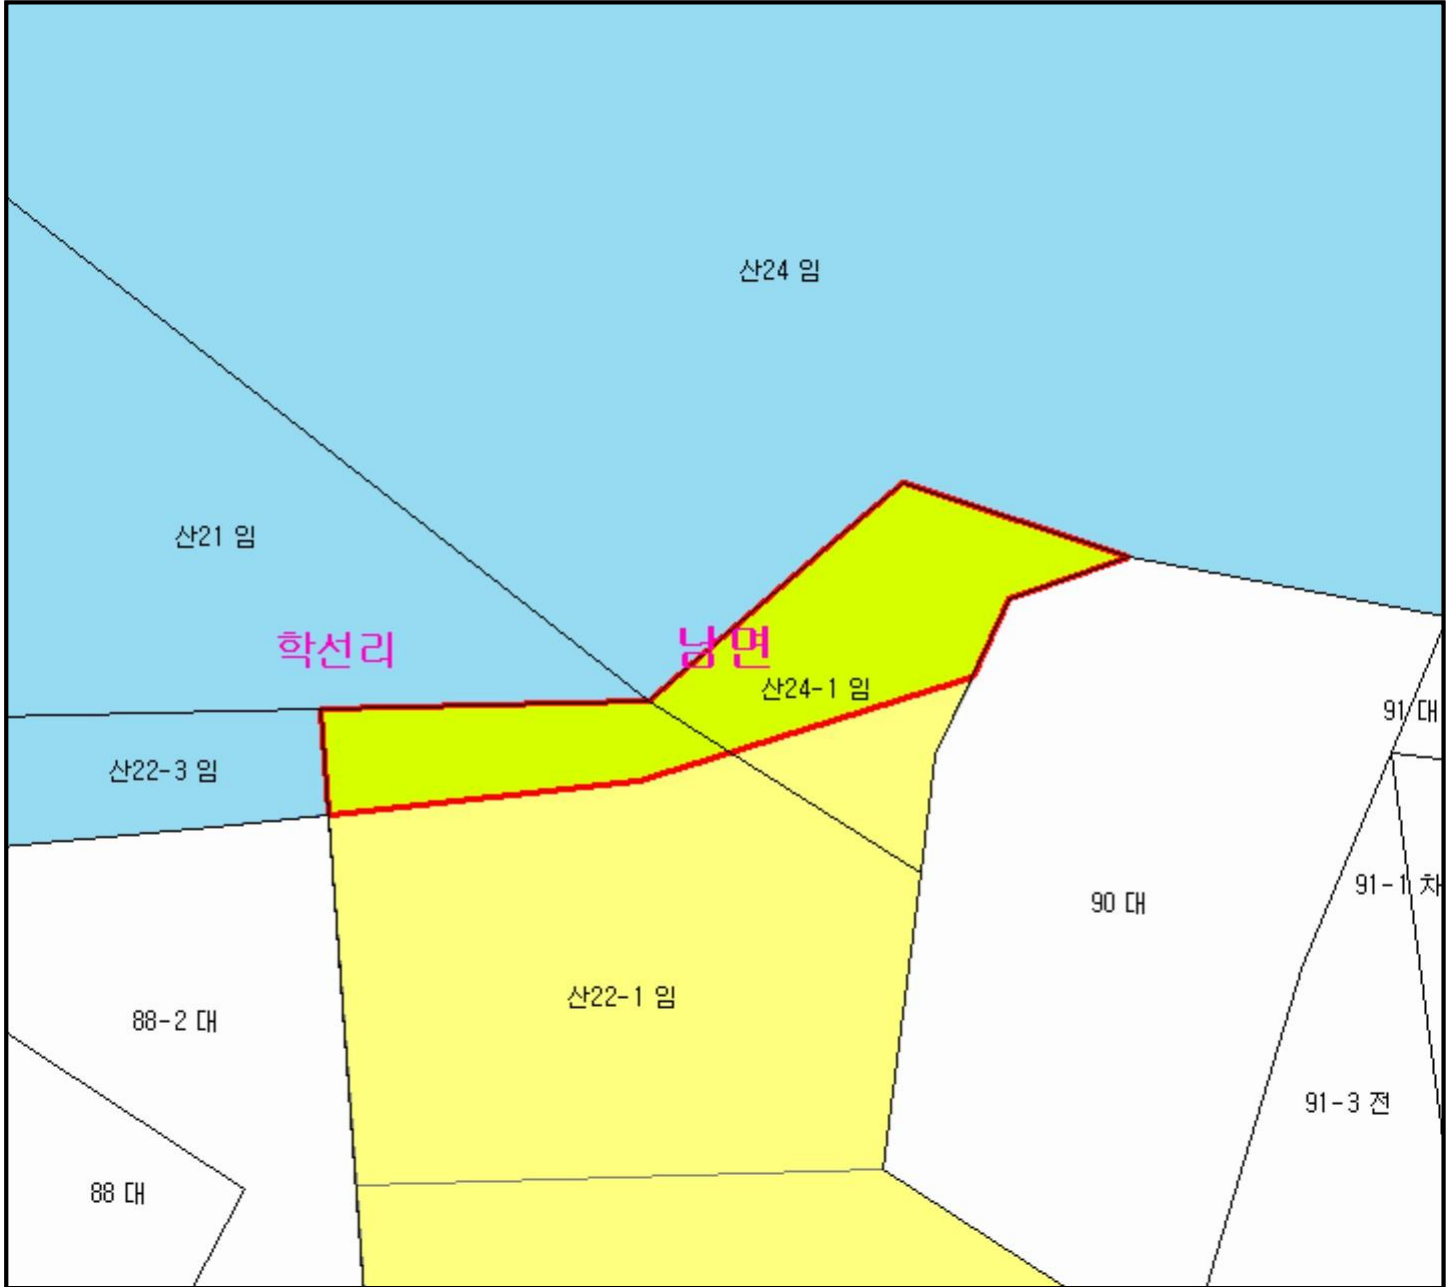 산24 임
산21 임
학선리
남면
산24-1 임
91 대
산22-3 임
91-1 차
90 대
산22-1 임
88-2 대
91-3 전
88 대